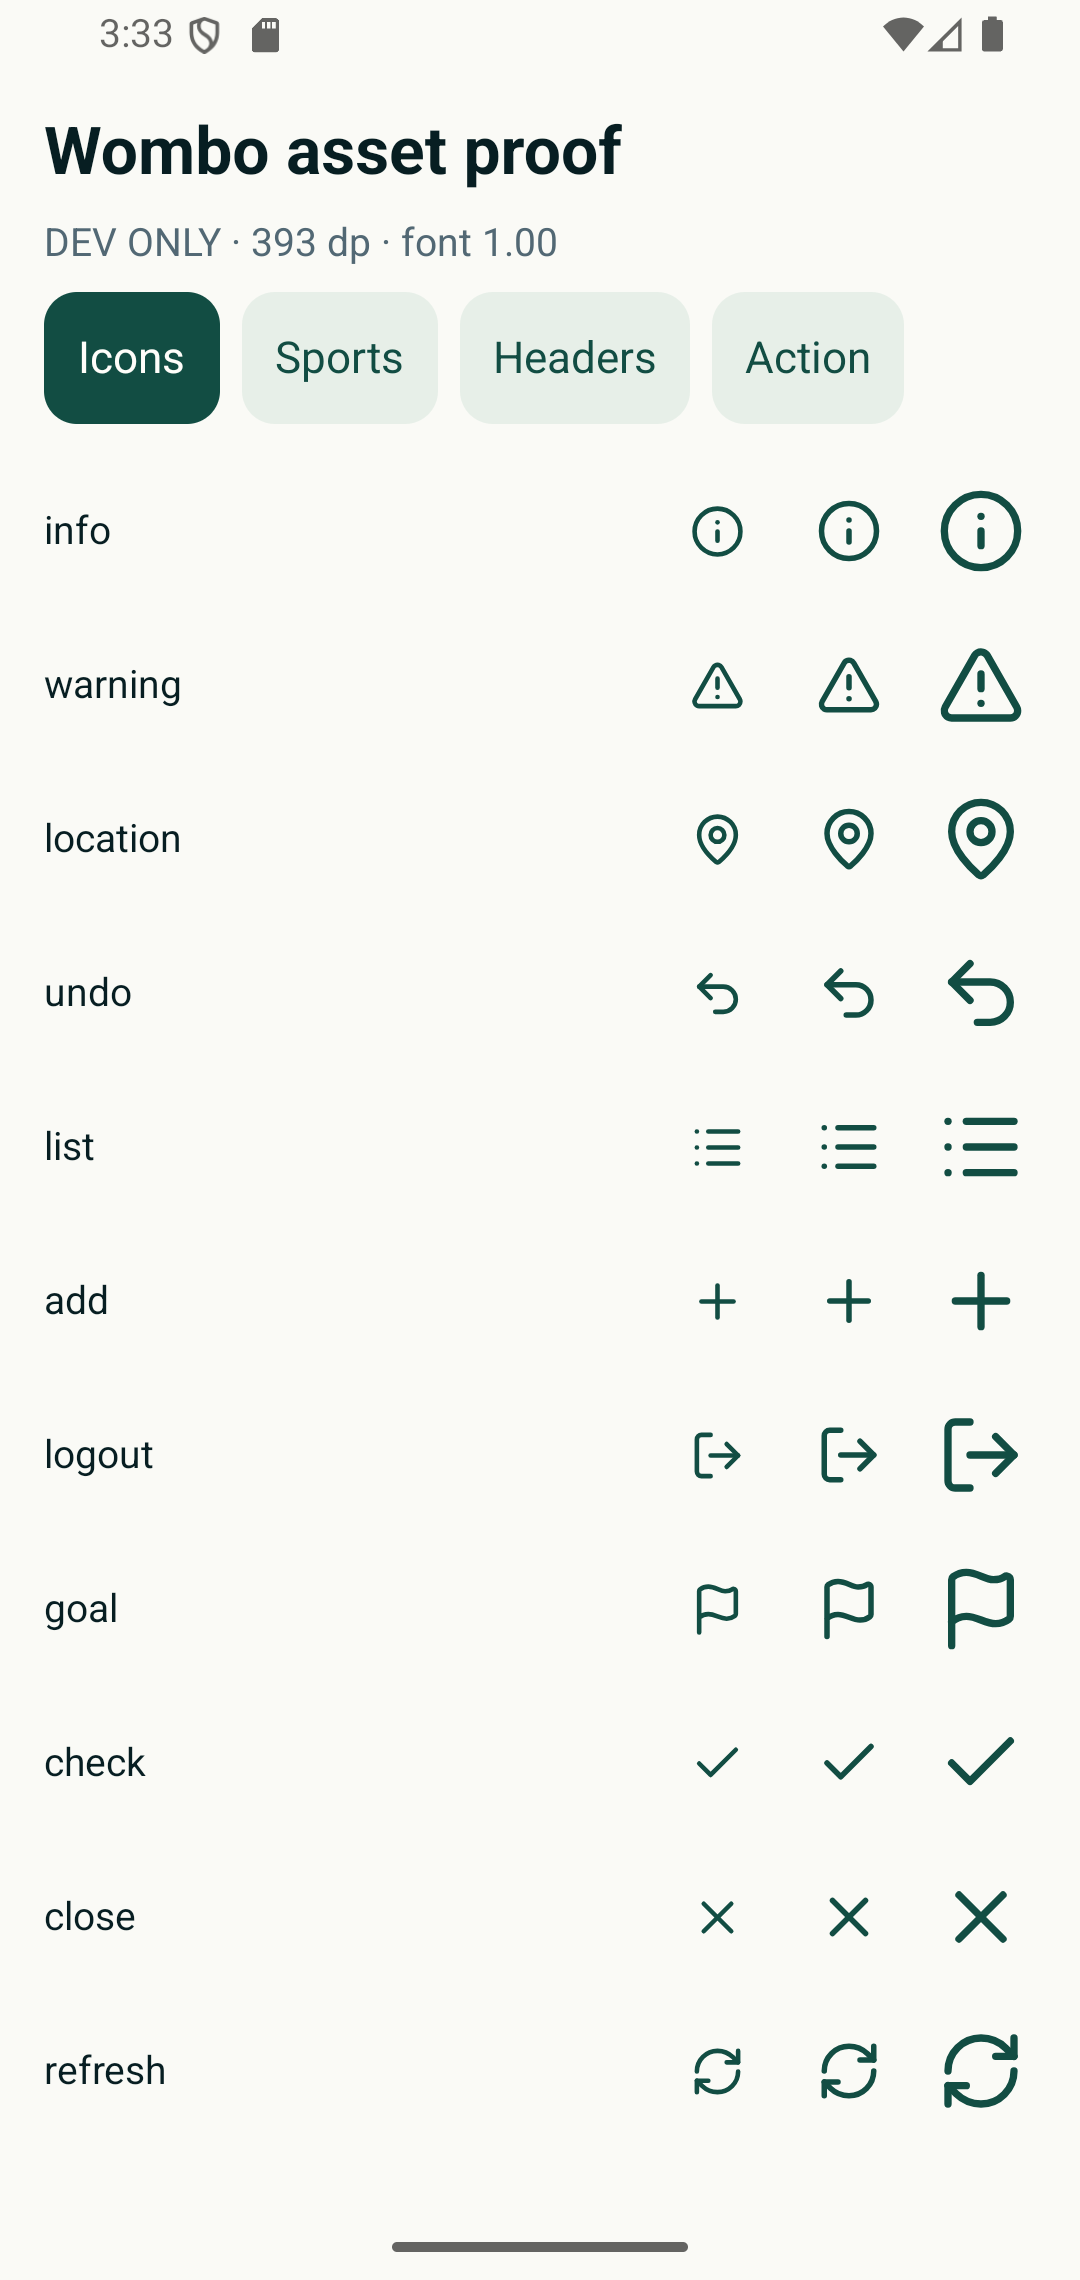 3:33
Wombo asset proof
DEV ONLY · 393 dp · font 1.00
Icons Sports Headers Action
info
warning
location
undo
list
add
logout
goal
check
close
refresh